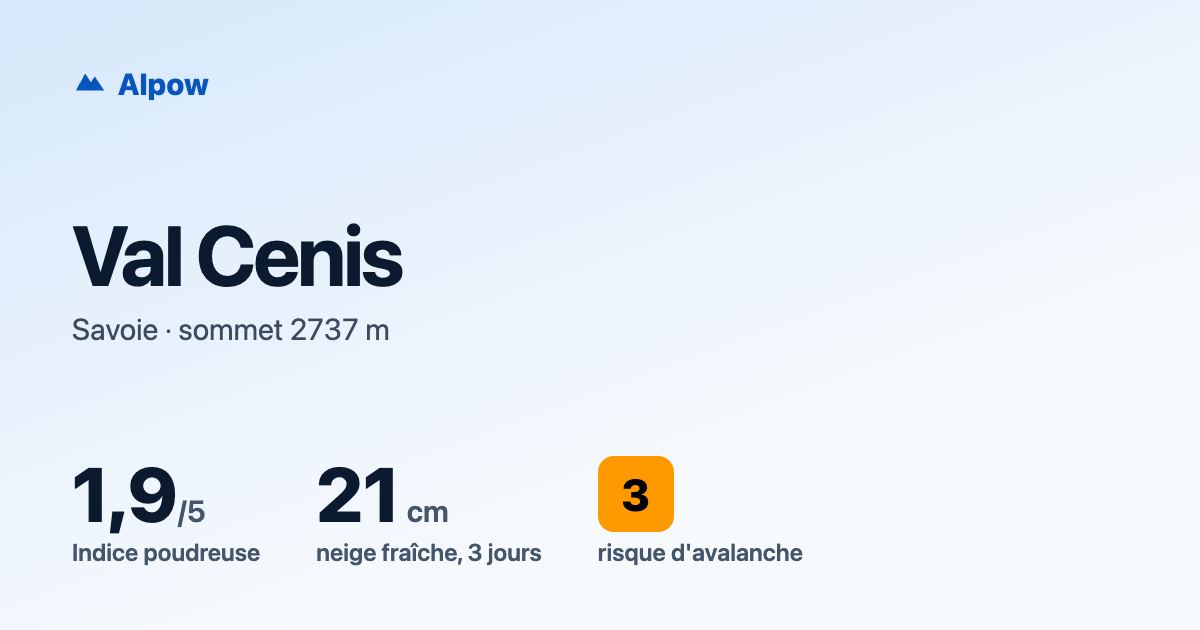 Alpow
Val Cenis
Savoie · sommet 2737 m
1,9/5
Indice poudreuse
21 cm
neige fraîche, 3 jours
3
risque d'avalanche